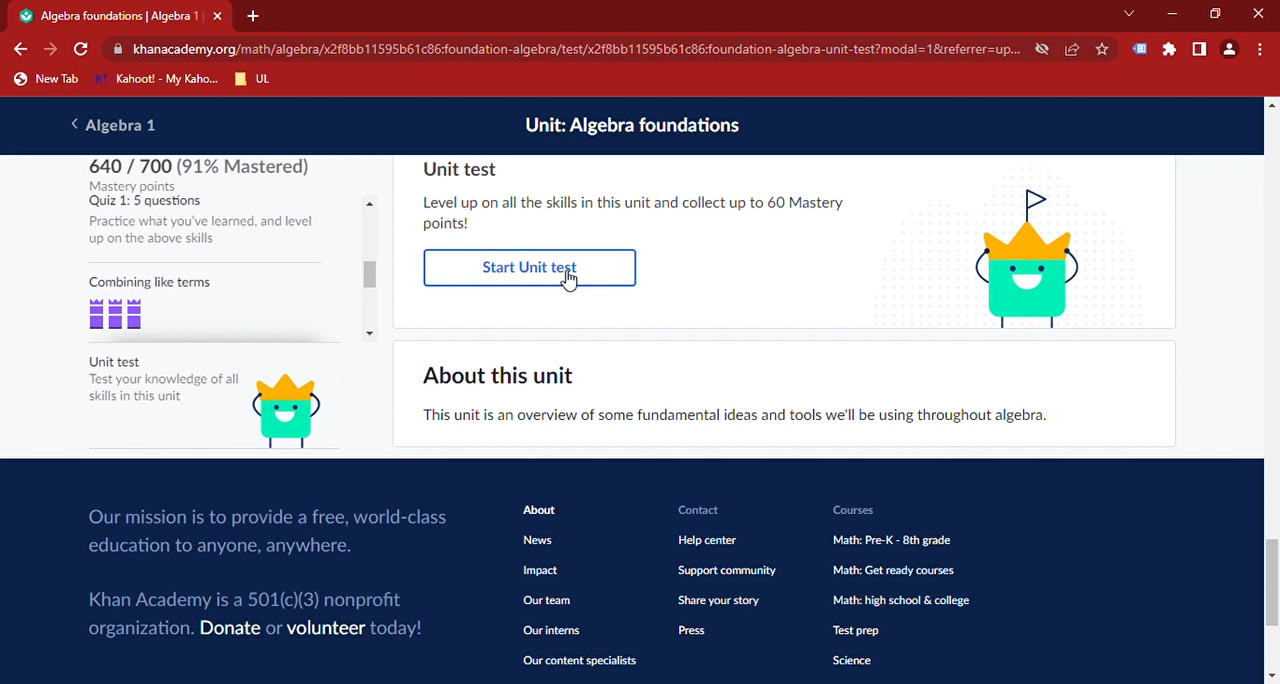 Algebra foundations | Algebra 1
khanacademy.org/math/algebra/x2f8bb11595b61c86:foundation-algebra/test/x2f8bb11595b61c86:foundation-algebra-unit-test?modal=1&referrer=up...
New Tab
Kahoot! - My Kaho...
UL
Algebra 1
Unit: Algebra foundations
640 / 700 (91% Mastered)
Mastery points
Quiz 1: 5 questions
Practice what you've learned, and level
up on the above skills
Combining like terms
Unit test
Test your knowledge of all
skills in this unit
Unit test
Level up on all the skills in this unit and collect up to 60 Mastery
points!
Start Unit test
About this unit
This unit is an overview of some fundamental ideas and tools we'll be using throughout algebra.
Our mission is to provide a free, world-class
education to anyone, anywhere.
Khan Academy is a 501(c)(3) nonprofit
organization. Donate or volunteer today!
About
News
Impact
Our team
Our interns
Our content specialists
Contact
Help center
Support community
Share your story
Press
Courses
Math: Pre-K - 8th grade
Math: Get ready courses
Math: high school & college
Test prep
Science